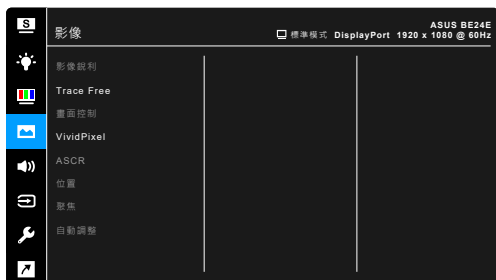 S
影像
標準模式 DisplayPort 1920 x 1080 @ 60Hz
ASUS BE24E
影像銳利
Trace Free
畫面控制
VividPixel
ASCR
位置
聚焦
自動調整